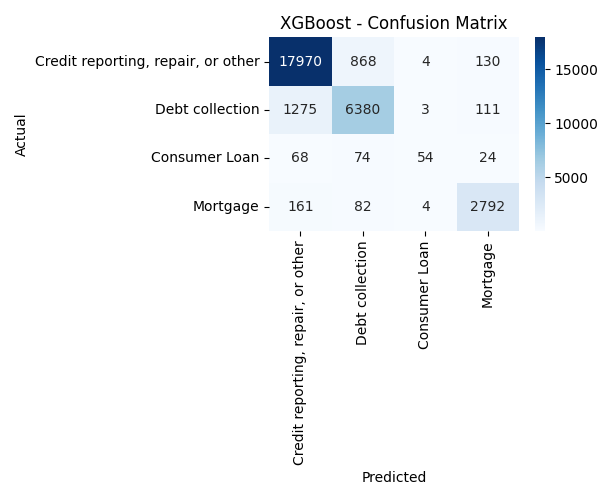 XGBoost - Confusion Matrix
Actual
Credit reporting, repair, or other 17970 868 4 130
Debt collection 1275 6380 3 111
Consumer Loan 68 74 54 24
Mortgage 161 82 4 2792
15000
10000
5000
Credit reporting, repair, or other
Debt collection
Consumer Loan
Mortgage
Predicted